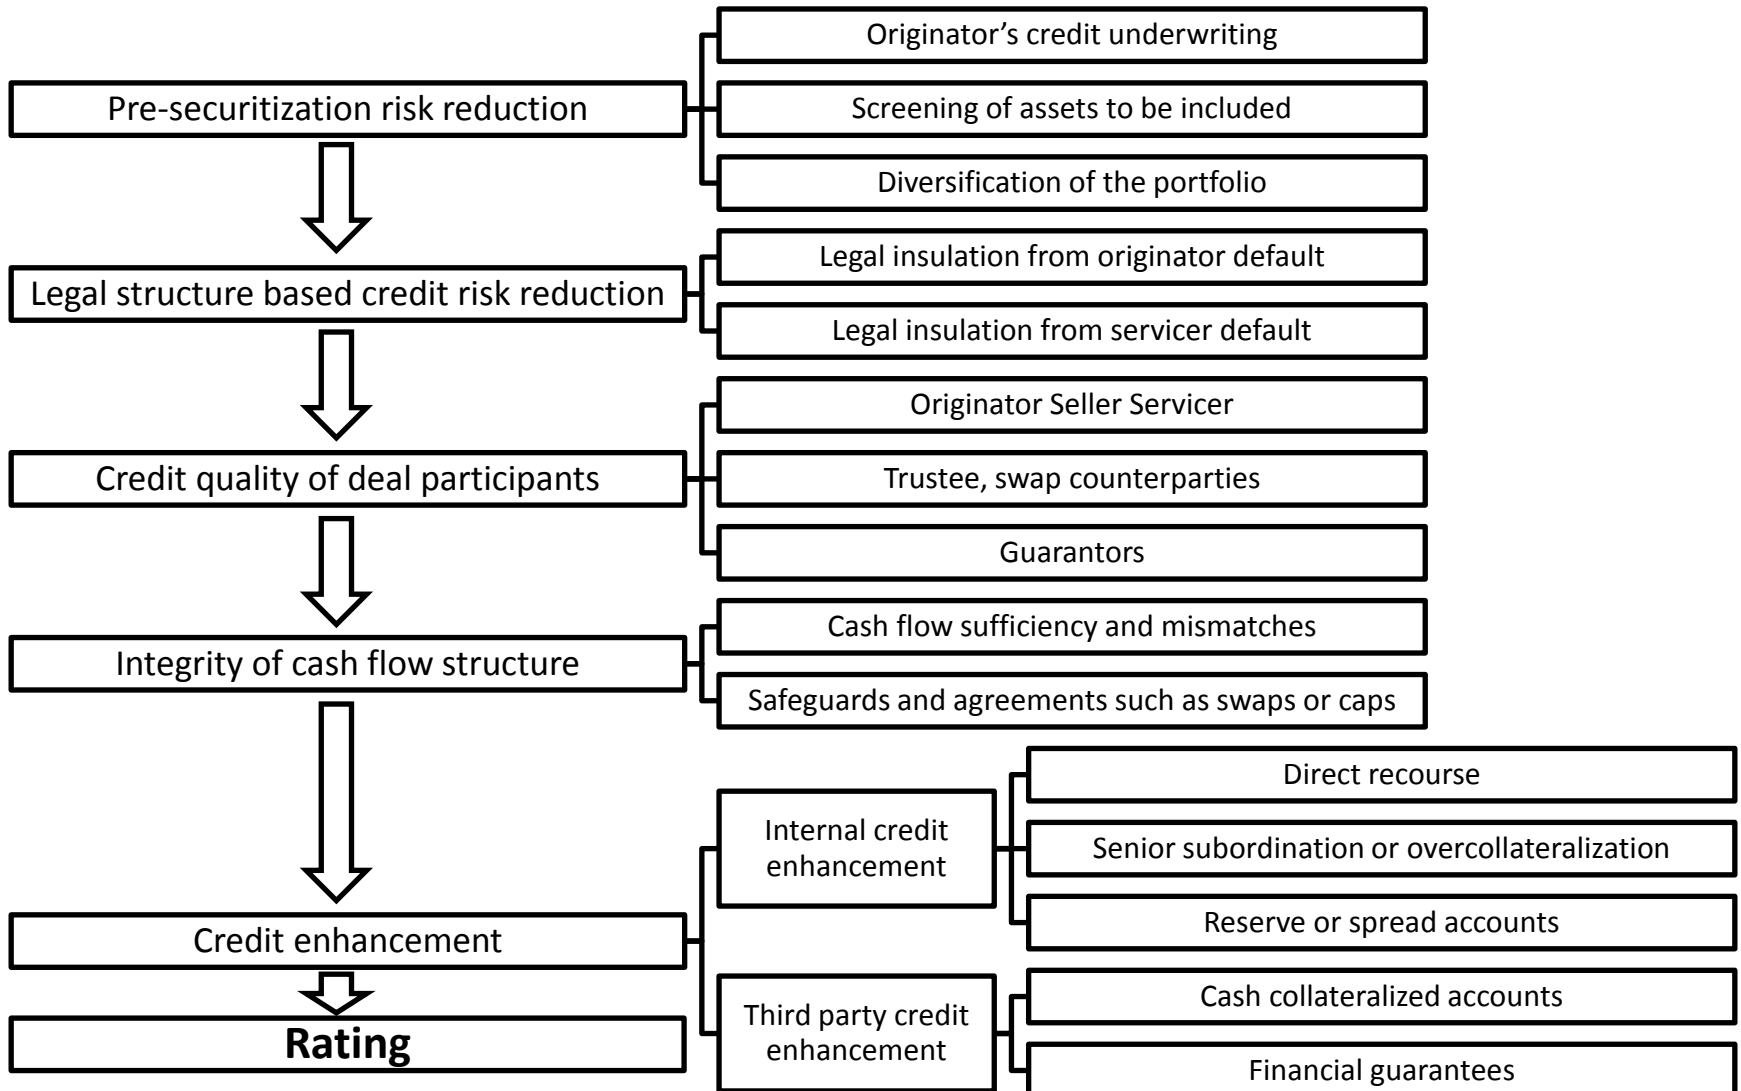 Pre-securitization risk reduction
Originator’s credit underwriting
Screening of assets to be included
Diversification of the portfolio
Legal structure based credit risk reduction
Legal insulation from originator default
Legal insulation from servicer default
Credit quality of deal participants
Originator Seller Servicer
Trustee, swap counterparties
Guarantors
Integrity of cash flow structure
Cash flow sufficiency and mismatches
Safeguards and agreements such as swaps or caps
Credit enhancement
Internal credit
enhancement
Direct recourse
Senior subordination or overcollateralization
Reserve or spread accounts
Third party credit
enhancement
Cash collateralized accounts
Financial guarantees
Rating